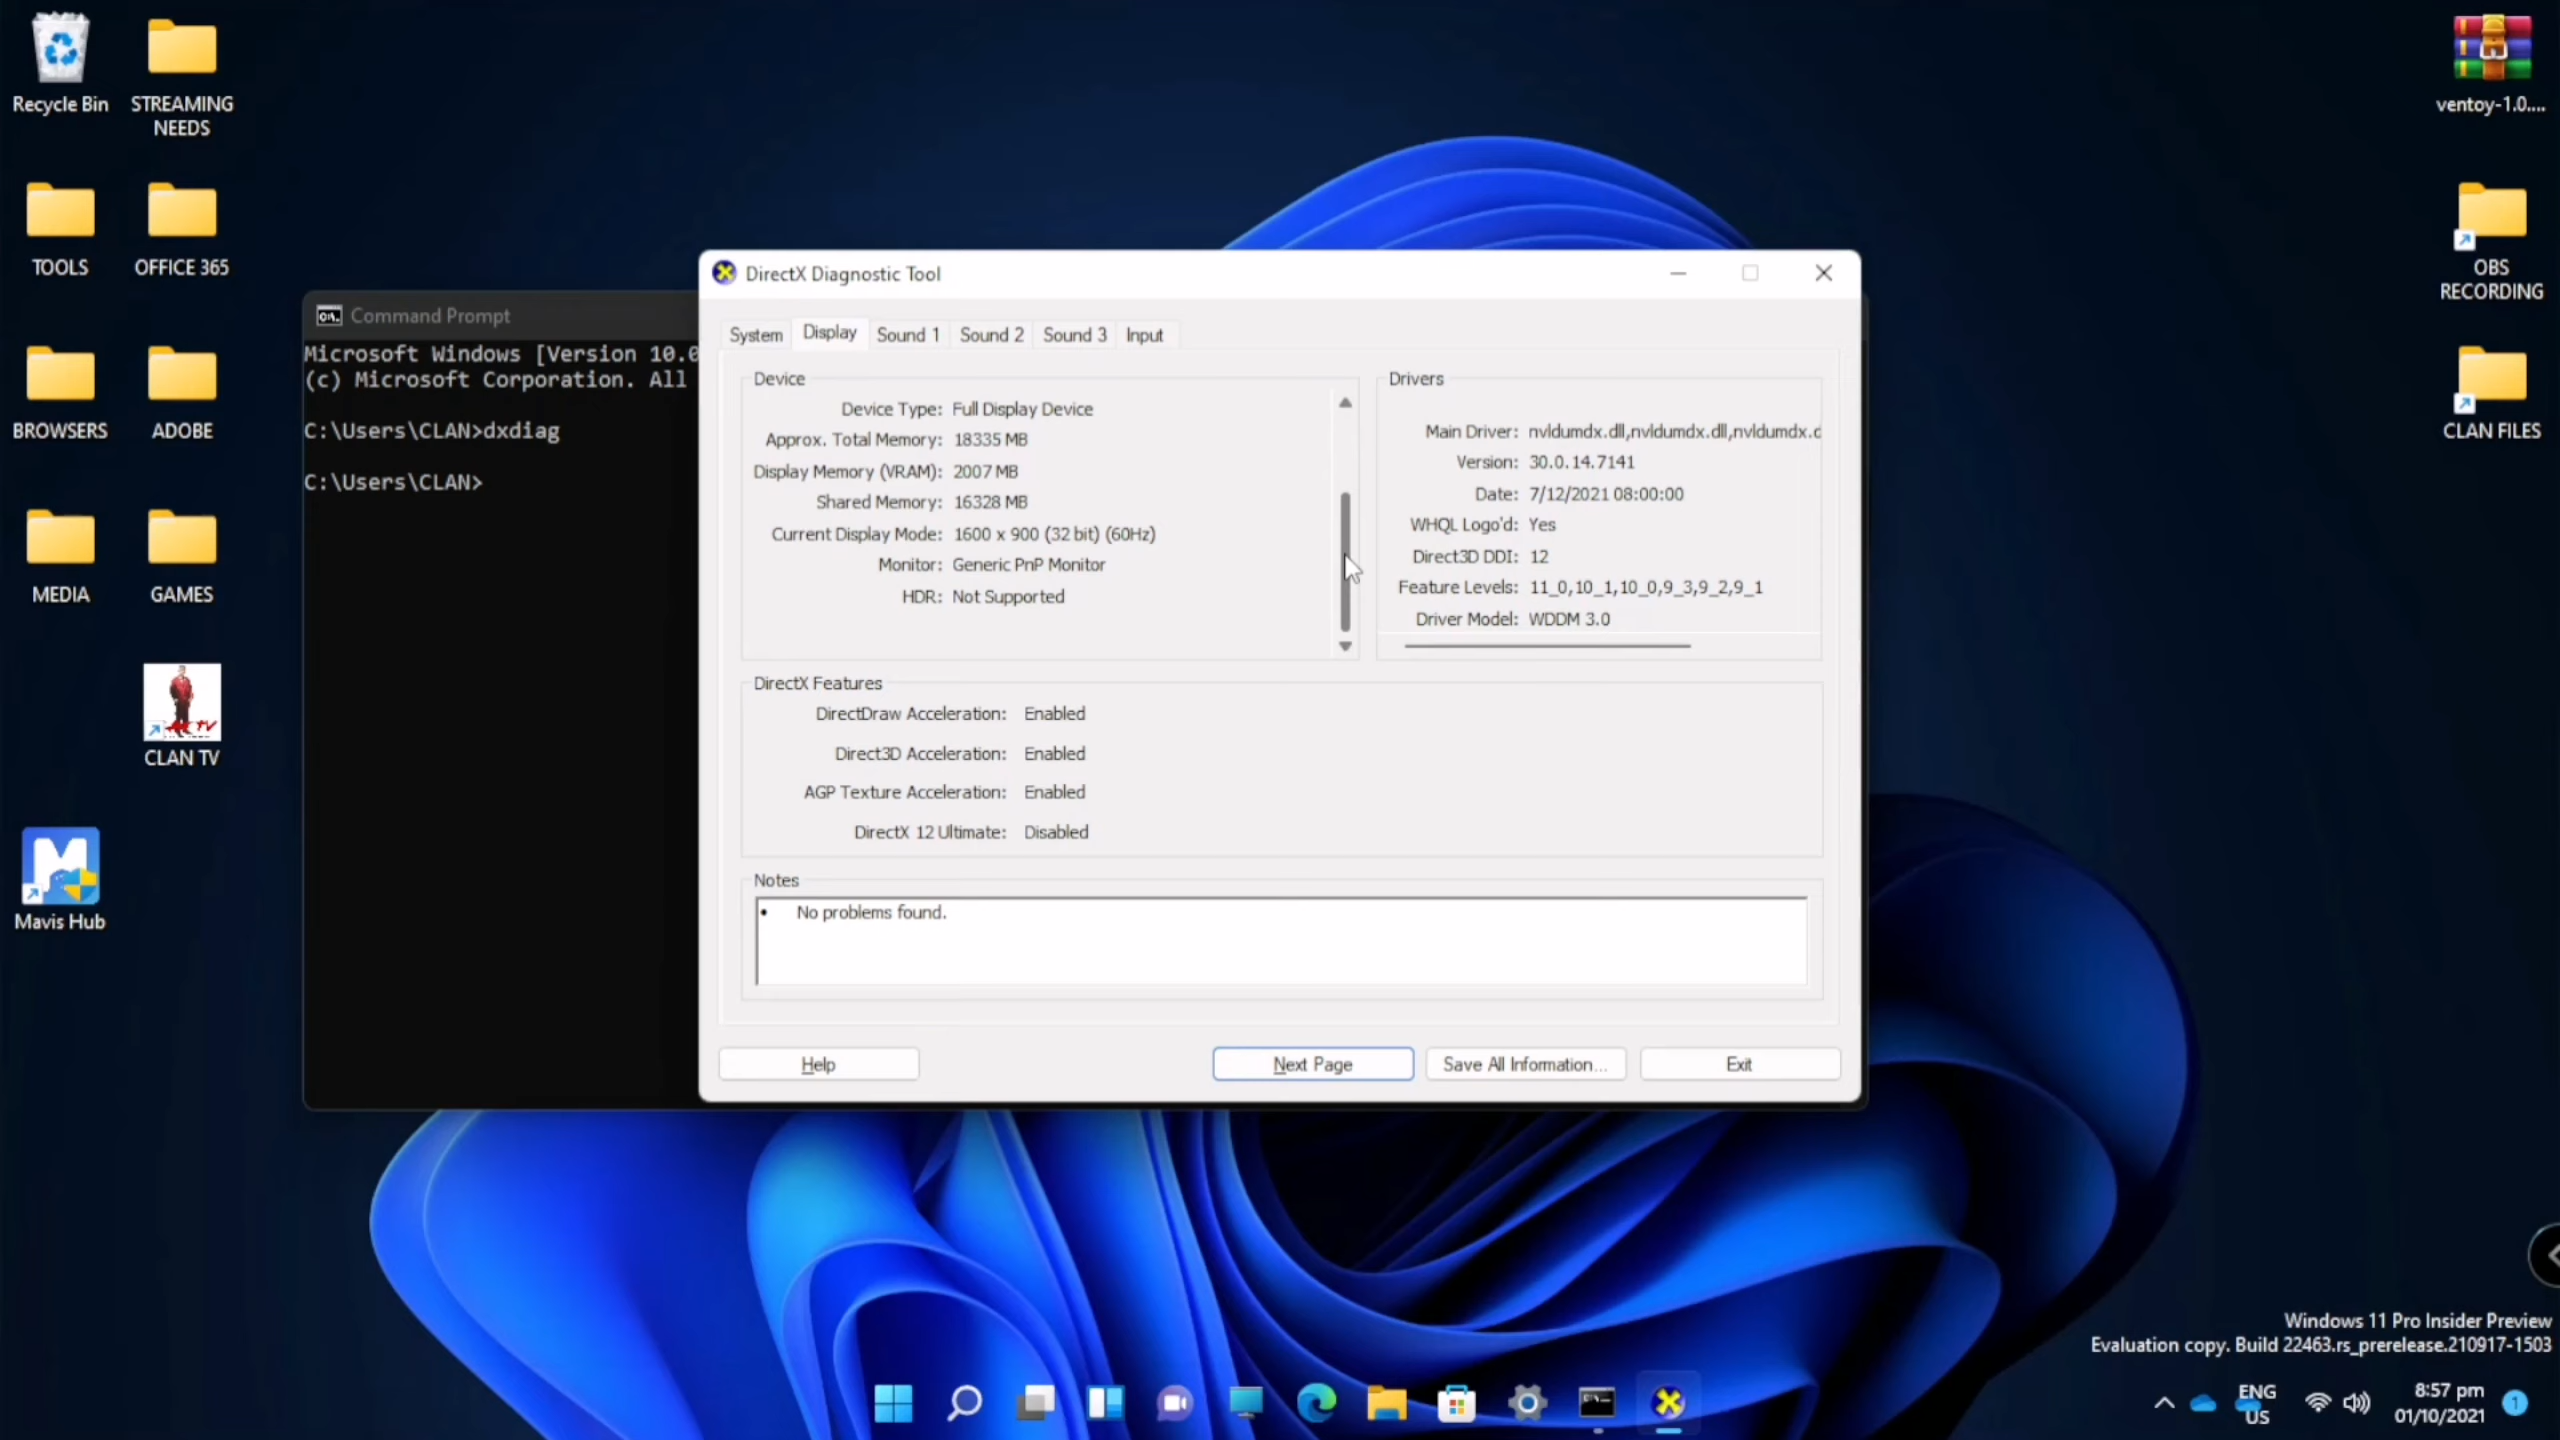 Recycle Bin
STREAMING
NEEDS
TOOLS
OFFICE 365
BROWSERS
ADOBE
MEDIA
GAMES
CLAN TV
Mavis Hub
ventoy-1.0....
OBS
RECORDING
CLAN FILES
Command Prompt
Microsoft Windows [Version 10.0
(c) Microsoft Corporation. All
C:\Users\CLAN>dxdiag
C:\Users\CLAN>
DirectX Diagnostic Tool
System Display Sound 1 Sound 2 Sound 3 Input
Device
Device Type: Full Display Device
Approx. Total Memory: 18335 MB
Display Memory (VRAM): 2007 MB
Shared Memory: 16328 MB
Current Display Mode: 1600 x 900 (32 bit) (60Hz)
Monitor: Generic PnP Monitor
HDR: Not Supported
Drivers
Main Driver: nvldumdx.dll,nvldumdx.dll,nvldumdx.d
Version: 30.0.14.7141
Date: 7/12/2021 08:00:00
WHQL Logo'd: Yes
Direct3D DDI: 12
Feature Levels: 11_0,10_1,10_0,9_3,9_2,9_1
Driver Model: WDDM 3.0
DirectX Features
DirectDraw Acceleration: Enabled
Direct3D Acceleration: Enabled
AGP Texture Acceleration: Enabled
DirectX 12 Ultimate: Disabled
Notes
• No problems found.
Help
Next Page
Save All Information...
Exit
Windows 11 Pro Insider Preview
Evaluation copy. Build 22463.rs_prerelease.210917-1503
ENG
US
8:57 pm
01/10/2021
1